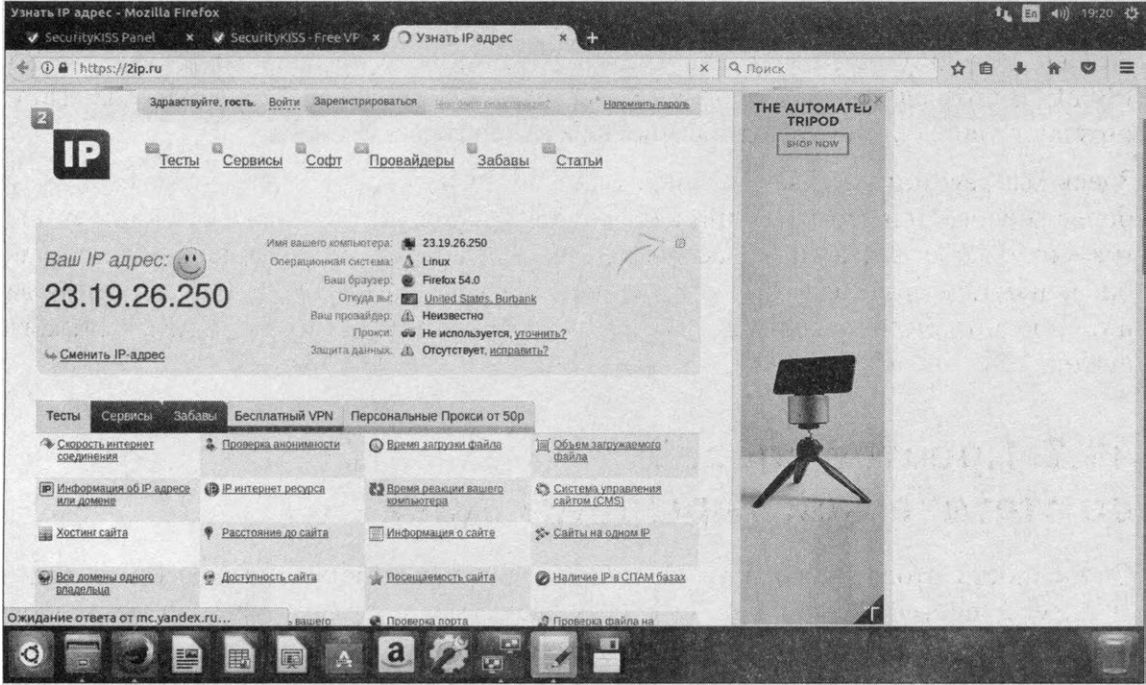 Узнать IP адрес - Mozilla Firefox
En 19:20
SecurityKISS Panel × SecurityKISS - Free VP × Узнать IP адрес × +
https://2ip.ru × Поиск
Здравствуйте, гость. Войти Зарегистрироваться Напомнить пароль
2
IP
Тесты Сервисы Софт Провайдеры Забавы Статьи
THE AUTOMATED
TRIPOD
SHOP NOW
Ваш IP адрес:
23.19.26.250
Сменить IP-адрес
Имя вашего компьютера: 23.19.26.250
Операционная система: Linux
Ваш браузер: Firefox 54.0
Откуда вы: United States, Burbank
Ваш провайдер: Неизвестно
Прокси: Не используется, уточнить?
Защита данных: Отсутствует, исправить?
Тесты Сервисы Забавы Бесплатный VPN Персональные Прокси от 50р
Скорость интернет
соединения
Проверка анонимности
Время загрузки файла
Объем загружаемого
файла
Информация об IP адресе
или домене
IP интернет ресурса
Время реакции вашего
компьютера
Система управления
сайтом (CMS)
Хостинг сайта
Расстояние до сайта
Информация о сайте
Сайты на одном IP
Все домены одного
владельца
Доступность сайта
Посещаемость сайта
Наличие IP в СПАМ базах
вашего
Проверка порта
Проверка файла на
Ожидание ответа от mc.yandex.ru...
A
a